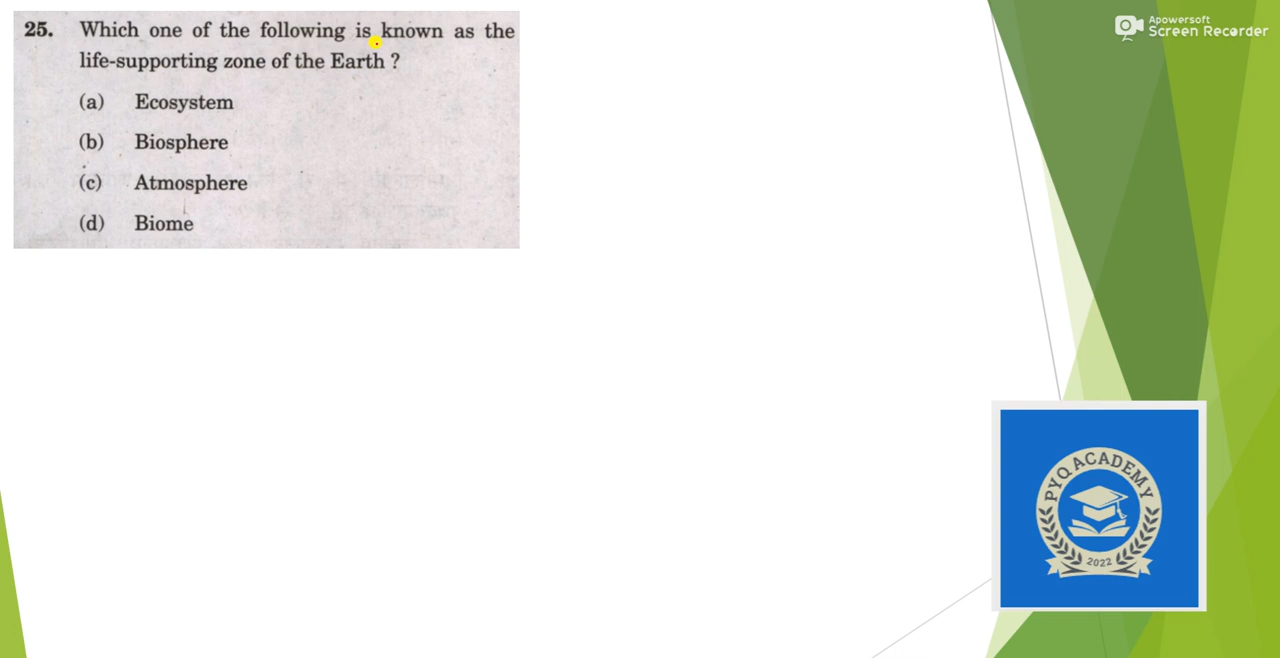 25. Which one of the following is known as the
life-supporting zone of the Earth ?
(a) Ecosystem
(b) Biosphere
(c) Atmosphere
(d) Biome
Apowersoft
Screen Recorder
PYQ ACADEMY
2022